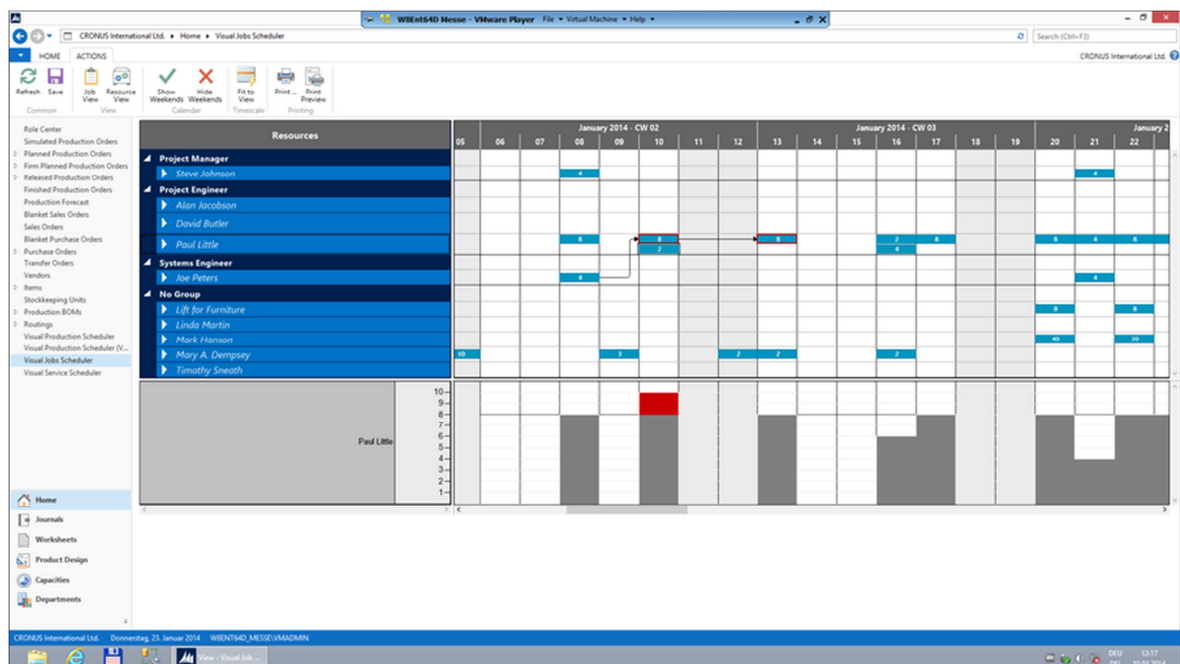 W8Ent64D Messe - VMware Player File Virtual Machine Help
CRONUS International Ltd. Home Visual Jobs Scheduler
Search (Ctrl+F3)
HOME ACTIONS
CRONUS International Ltd.
Refresh Save Job View Resource View Show Weekends Hide Weekends Fit to View Print ... Print Preview
Common View Calendar Timescale Printing
Role Center
Simulated Production Orders
Planned Production Orders
Firm Planned Production Orders
Released Production Orders
Finished Production Orders
Production Forecast
Blanket Sales Orders
Sales Orders
Blanket Purchase Orders
Purchase Orders
Transfer Orders
Vendors
Items
Stockkeeping Units
Production BOMs
Routings
Visual Production Scheduler
Visual Production Scheduler (V...
Visual Jobs Scheduler
Visual Service Scheduler
Home
Journals
Worksheets
Product Design
Capacities
Departments
Resources
January 2014 - CW 02 January 2014 - CW 03 January 2
05 06 07 08 09 10 11 12 13 14 15 16 17 18 19 20 21 22
Project Manager
Steve Johnson 4 4
Project Engineer
Alan Jacobson
David Butler
Paul Little 8 8 8 7 8 8 4 8
2 4
Systems Engineer
Joe Peters 4 4
No Group
Lift for Furniture 8 8
Linda Martin
Mark Hanson 40 20
Mary A. Dempsey 10 3 2 2 2
Timothy Sneath
Paul Little
10
9
8
7
6
5
4
3
2
1
CRONUS International Ltd. Donnerstag, 23. Januar 2014 W8ENT64D_MESSE\VMADMIN
View - Visual Job ...
DEU 12:17